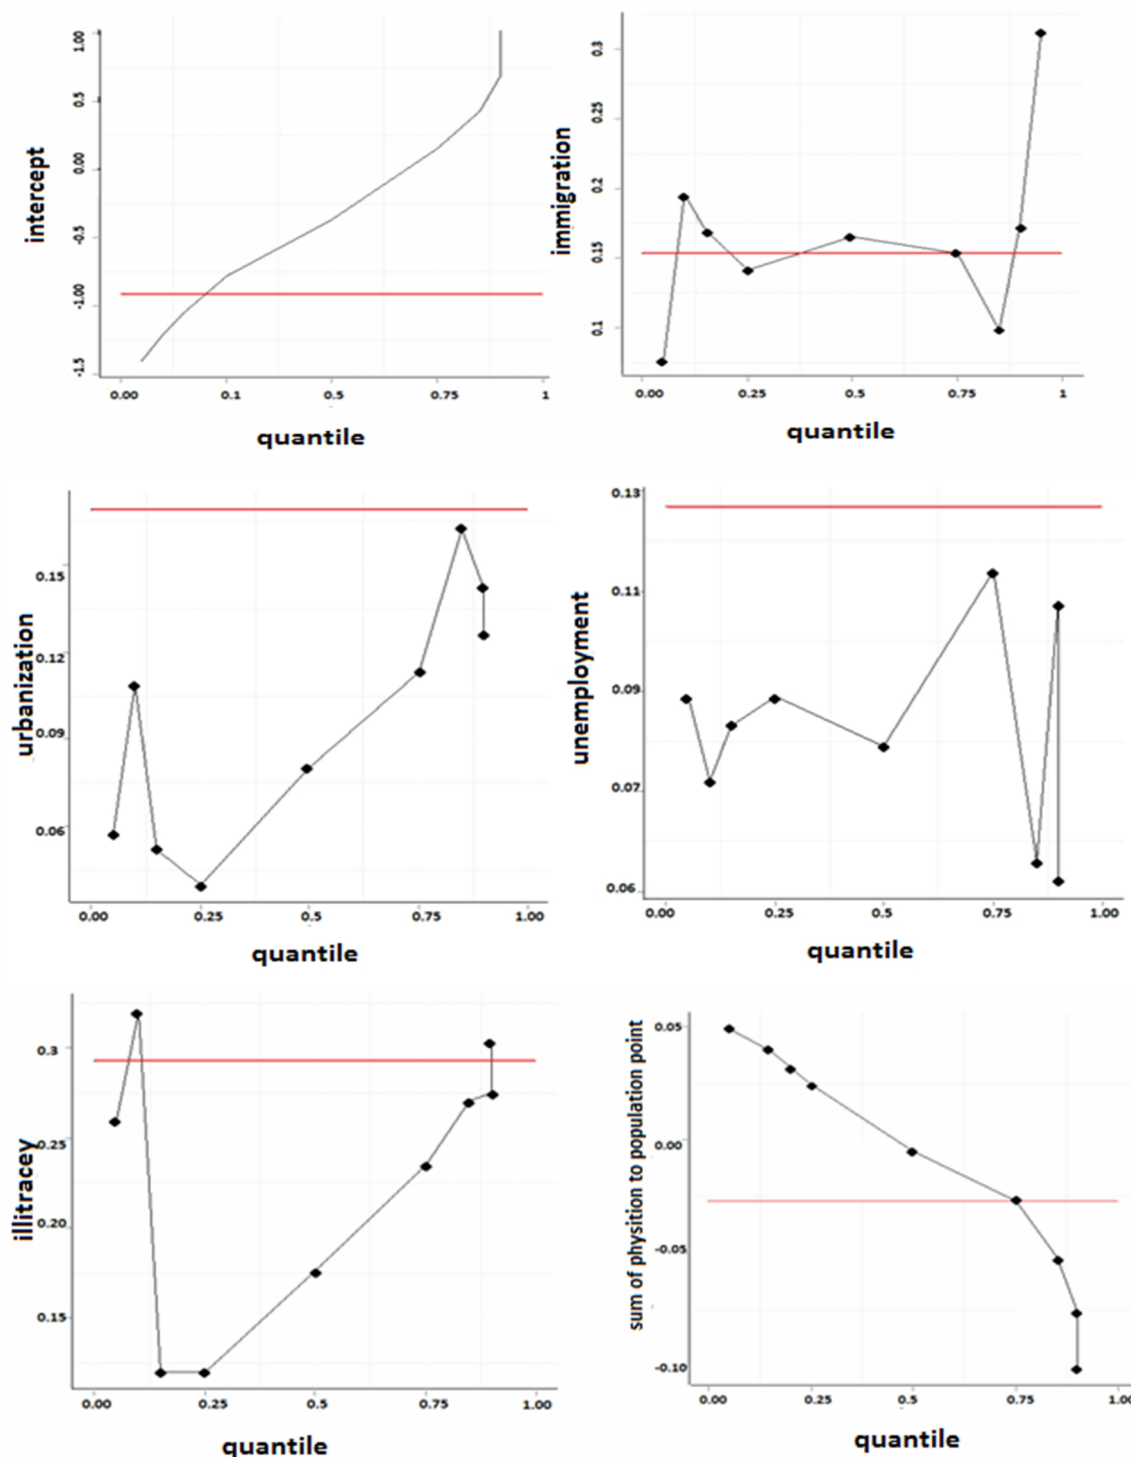 intercept
1.00
0.5
0.00
-0.5
-1.00
-1.5
0.00 0.1 0.5 0.75 1
quantile
immigration
0.3
0.25
0.2
0.15
0.1
0.00 0.25 0.5 0.75 1
quantile
urbanization
0.15
0.12
0.09
0.06
0.00 0.25 0.5 0.75 1.00
quantile
unemployment
0.13
0.11
0.09
0.07
0.06
0.00 0.25 0.5 0.75 1.00
quantile
illitracey
0.3
0.25
0.20
0.15
0.00 0.25 0.5 0.75 1.00
quantile
sum of physition to population point
0.05
0.00
-0.05
-0.10
0.00 0.25 0.5 0.75 1.00
quantile